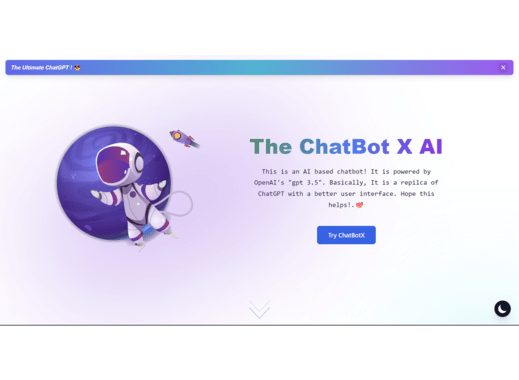 The Ultimate ChatGPT !
The ChatBot X AI
This is an AI based chatbot! It is powered by
OpenAI's "gpt 3.5". Basically, It is a repilca of
ChatGPT with a better user interface. Hope this
helps!.
Try ChatBotX